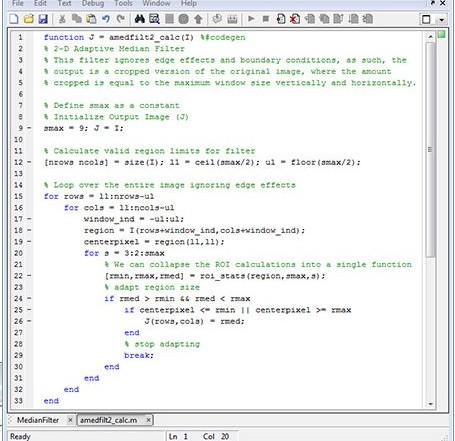 File Edit Text Debug Tools Window Help
1 function J = amedfilt2_calc(I) %#codegen
2 % 2-D Adaptive Median Filter
3 % This filter ignores edge effects and boundary conditions, as such, the
4 % output is a cropped version of the original image, where the amount
5 % cropped is equal to the maximum window size vertically and horizontally.
6
7 % Define smax as a constant
8 % Initialize Output Image (J)
9 - smax = 9; J = I;
10
11 % Calculate valid region limits for filter
12 - [nrows ncols] = size(I); ll = ceil(smax/2); ul = floor(smax/2);
13
14 % Loop over the entire image ignoring edge effects
15 - for rows = ll:nrows-ul
16 - for cols = ll:ncols-ul
17 - window_ind = -ul:ul;
18 - region = I(rows+window_ind,cols+window_ind);
19 - centerpixel = region(ll,ll);
20 - for s = 3:2:smax
21 % We can collapse the ROI calculations into a single function
22 - [rmin,rmax,rmed] = roi_stats(region,smax,s);
23 % adapt region size
24 - if rmed > rmin && rmed < rmax
25 - if centerpixel <= rmin || centerpixel >= rmax
26 - J(rows,cols) = rmed;
27 end
28 % stop adapting
29 break;
30 end
31 end
32 end
33 end
MedianFilter × amedfilt2_calc.m ×
Ready Ln 1 Col 20